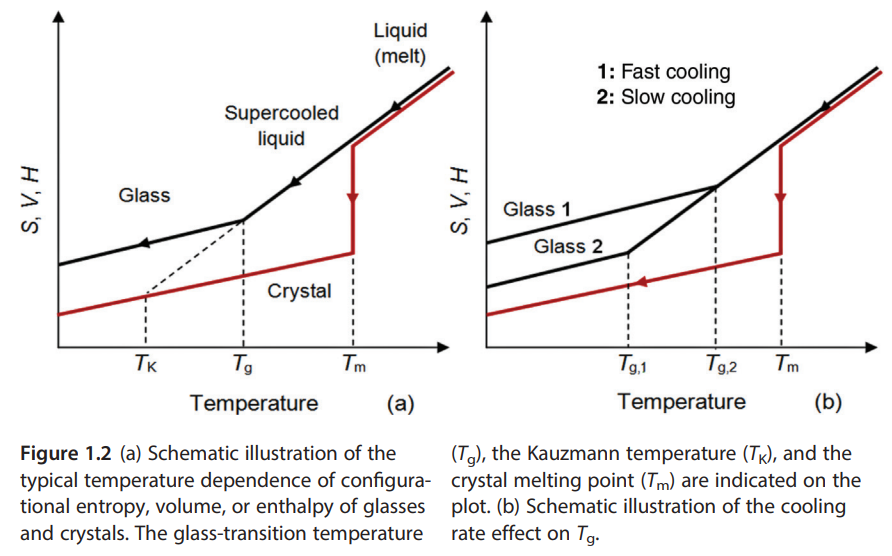 Liquid
(melt)
Supercooled
liquid
Glass
Crystal
S, V, H
TK
Tg
Tm
Temperature
(a)
1: Fast cooling
2: Slow cooling
Glass 1
Glass 2
S, V, H
Tg,1
Tg,2
Tm
Temperature
(b)
Figure 1.2 (a) Schematic illustration of the
typical temperature dependence of configura-
tional entropy, volume, or enthalpy of glasses
and crystals. The glass-transition temperature
(Tg), the Kauzmann temperature (TK), and the
crystal melting point (Tm) are indicated on the
plot. (b) Schematic illustration of the cooling
rate effect on Tg.